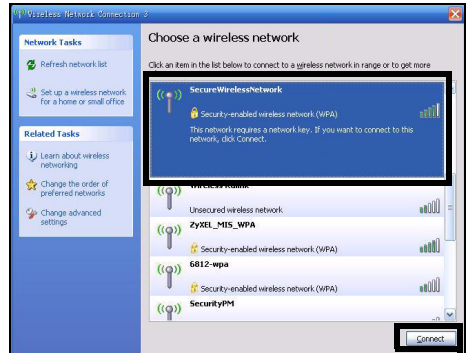 Wireless Network Connection 3
Network Tasks
Refresh network list
Set up a wireless network
for a home or small office
Related Tasks
Learn about wireless
networking
Change the order of
preferred networks
Change advanced
settings
Choose a wireless network
Click an item in the list below to connect to a wireless network in range or to get more
SecureWirelessNetwork
Security-enabled wireless network (WPA)
This network requires a network key. If you want to connect to this
network, click Connect.
Wireless Ralink
Unsecured wireless network
ZyXEL_MIS_WPA
Security-enabled wireless network (WPA)
6812-wpa
Security-enabled wireless network (WPA)
SecurityPM
Connect